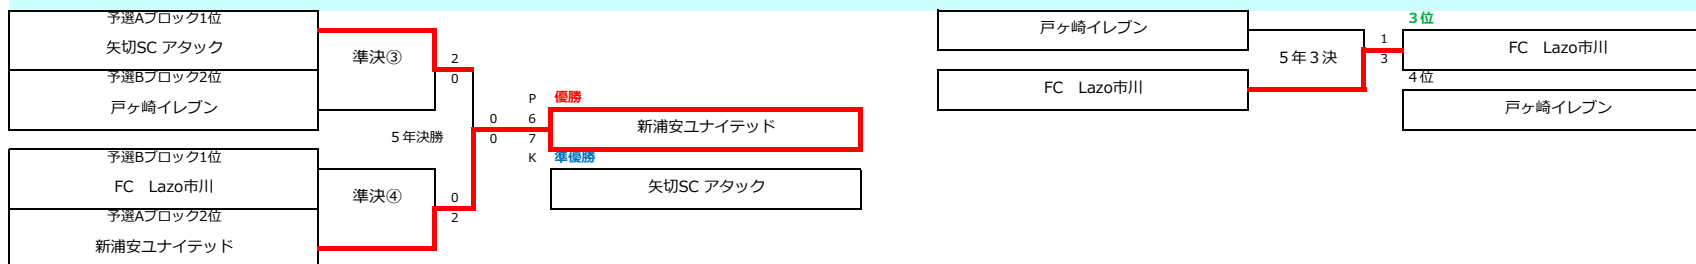 予選Aブロック1位
矢切SC アタック
準決③
2
0
予選Bブロック2位
戸ヶ崎イレブン
5年決勝
0
0
P
6
7
K
優勝
新浦安ユナイテッド
準優勝
矢切SC アタック
予選Bブロック1位
FC Lazo市川
準決④
0
2
予選Aブロック2位
新浦安ユナイテッド
戸ヶ崎イレブン
5年3決
1
3
FC Lazo市川
3位
FC Lazo市川
4位
戸ヶ崎イレブン